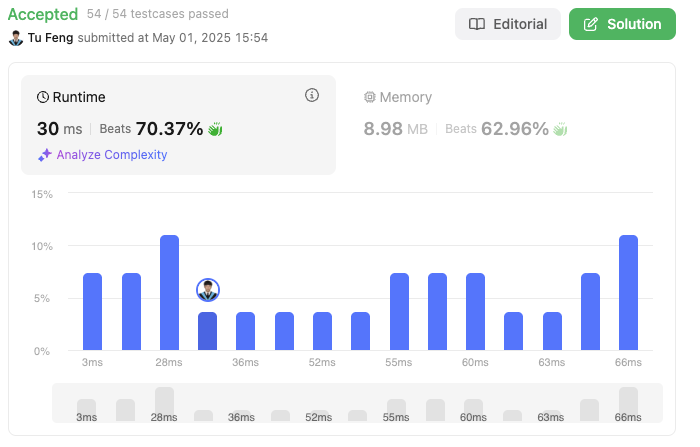 Accepted 54 / 54 testcases passed
Editorial
Solution
Tu Feng submitted at May 01, 2025 15:54
Runtime
30 ms Beats 70.37%
Analyze Complexity
Memory
8.98 MB Beats 62.96%
15%
10%
5%
0%
3ms 28ms 36ms 52ms 55ms 60ms 63ms 66ms
3ms 28ms 36ms 52ms 55ms 60ms 63ms 66ms